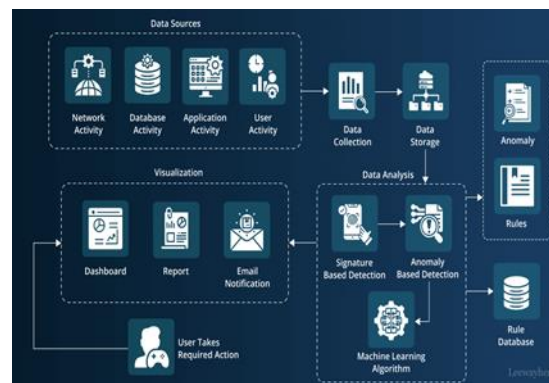 Data Sources
Network
Activity
Database
Activity
Application
Activity
User
Activity
Data
Collection
Data
Storage
Anomaly
Rules
Visualization
Dashboard
Report
Email
Notification
Data Analysis
Signature
Based Detection
Anomaly
Based Detection
Machine Learning
Algorithm
Rule
Database
User Takes
Required Action